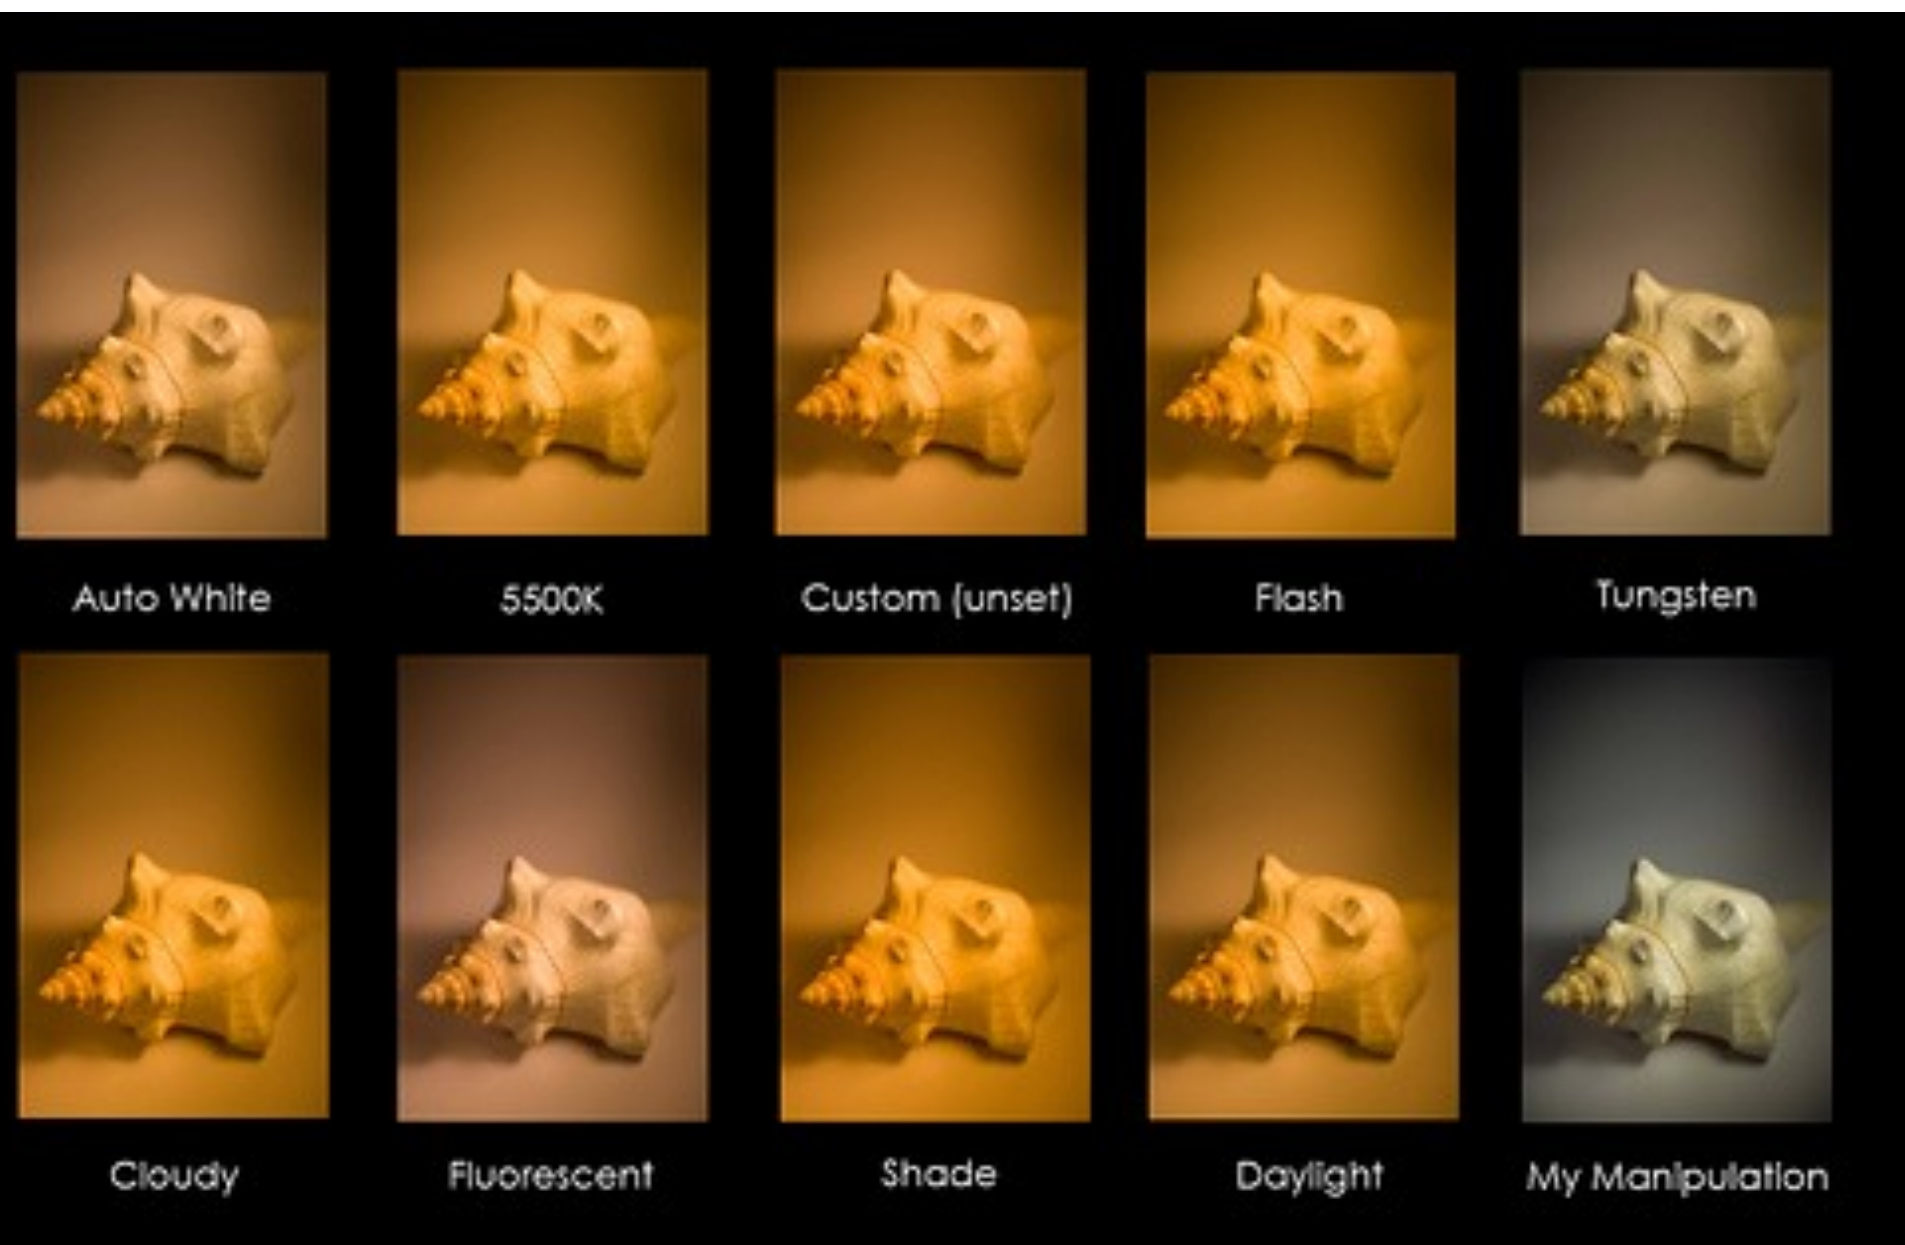 Auto White
5500K
Custom (unset)
Flash
Tungsten
Cloudy
Fluorescent
Shade
Daylight
My Manipulation